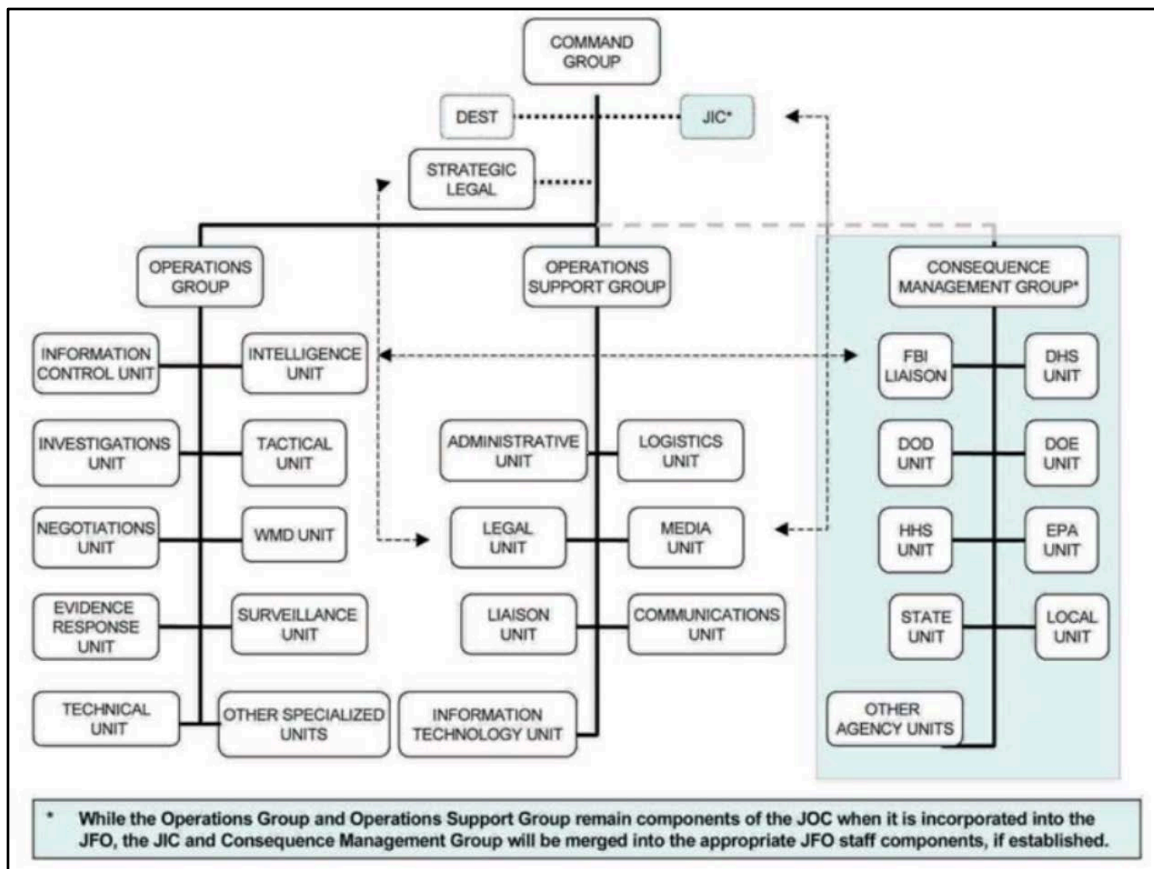 COMMAND
GROUP
DEST
JIC*
STRATEGIC
LEGAL
OPERATIONS
GROUP
OPERATIONS
SUPPORT GROUP
CONSEQUENCE
MANAGEMENT GROUP*
INFORMATION
CONTROL UNIT
INTELLIGENCE
UNIT
FBI
LIAISON
DHS
UNIT
INVESTIGATIONS
UNIT
TACTICAL
UNIT
ADMINISTRATIVE
UNIT
LOGISTICS
UNIT
DOD
UNIT
DOE
UNIT
NEGOTIATIONS
UNIT
WMD UNIT
LEGAL
UNIT
MEDIA
UNIT
HHS
UNIT
EPA
UNIT
EVIDENCE
RESPONSE
UNIT
SURVEILLANCE
UNIT
LIAISON
UNIT
COMMUNICATIONS
UNIT
STATE
UNIT
LOCAL
UNIT
TECHNICAL
UNIT
OTHER SPECIALIZED
UNITS
INFORMATION
TECHNOLOGY UNIT
OTHER
AGENCY UNITS
* While the Operations Group and Operations Support Group remain components of the JOC when it is incorporated into the
JFO, the JIC and Consequence Management Group will be merged into the appropriate JFO staff components, if established.